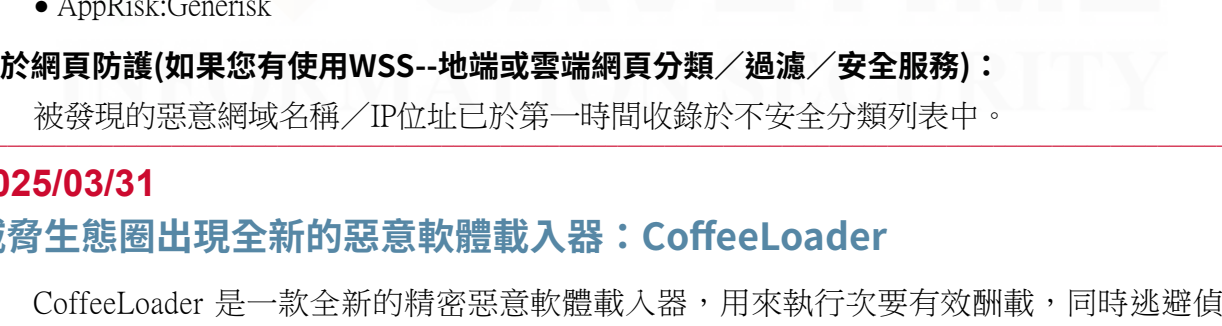 ● AppRisk:Generisk
於網頁防護(如果您有使用WSS--地端或雲端網頁分類／過濾／安全服務)：
被發現的惡意網域名稱／IP位址已於第一時間收錄於不安全分類列表中。
025/03/31
脅生態圈出現全新的惡意軟體載入器：CoffeeLoader
CoffeeLoader 是一款全新的精密惡意軟體載入器，用來執行次要有效酬載，同時逃避偵